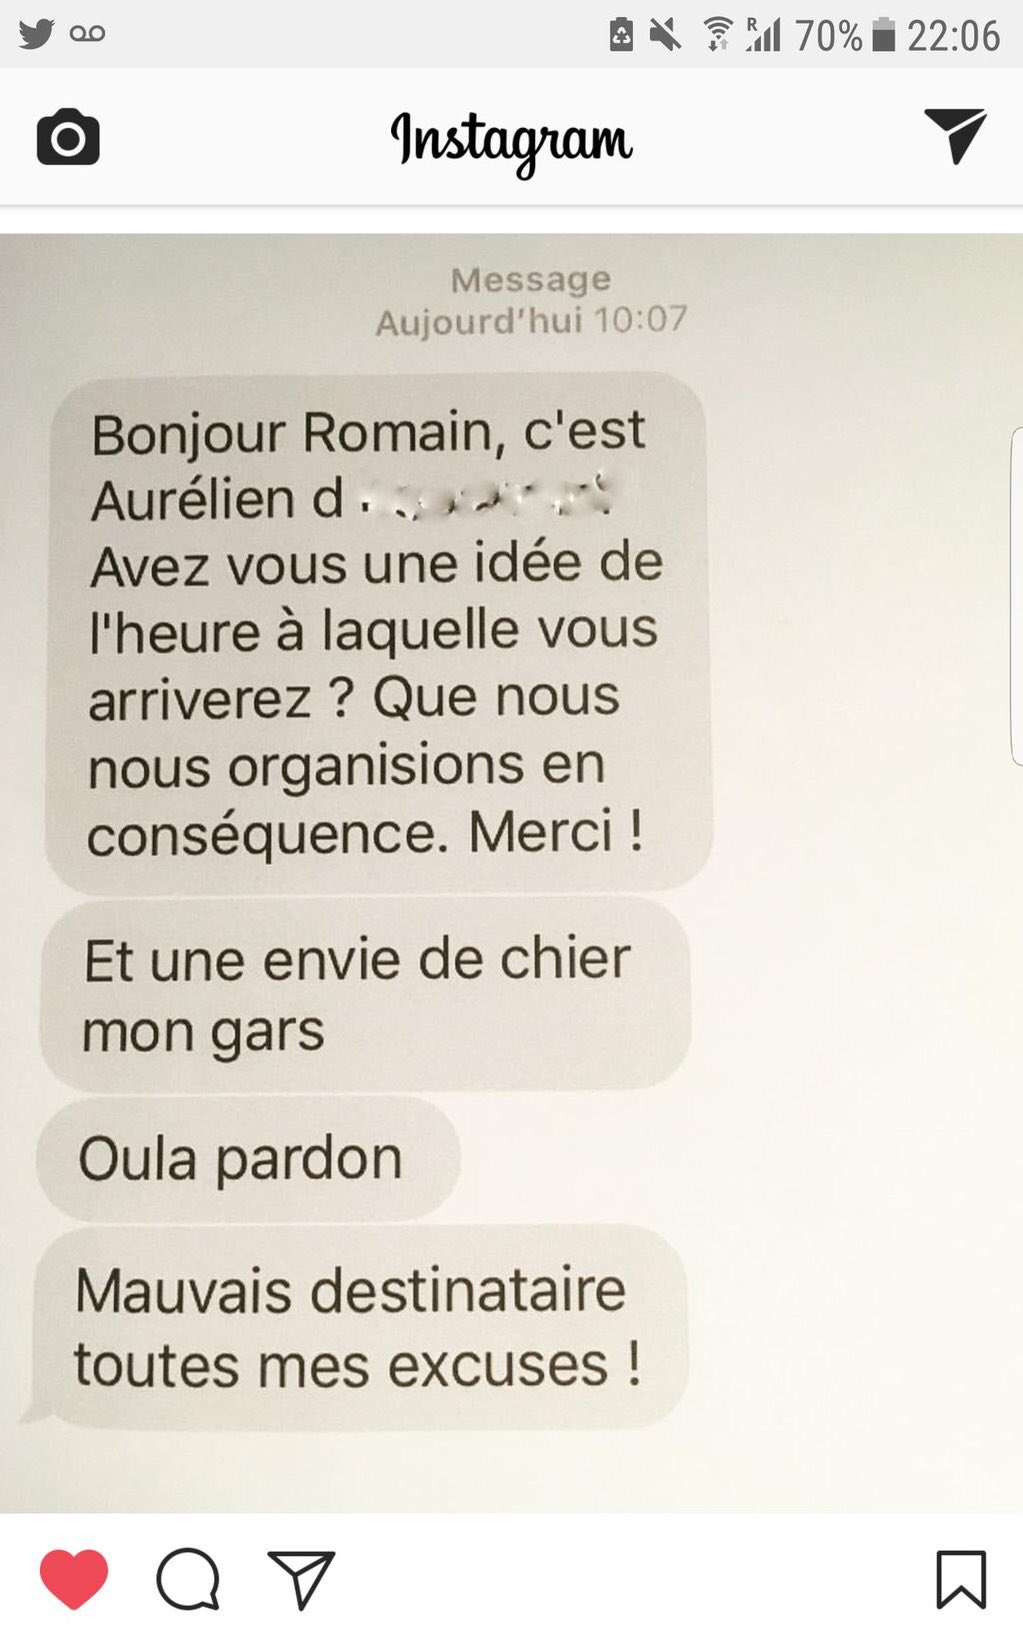 70% 22:06
Instagram
Message
Aujourd'hui 10:07
Bonjour Romain, c'est
Aurélien d
Avez vous une idée de
l'heure à laquelle vous
arriverez ? Que nous
nous organisions en
conséquence. Merci !
Et une envie de chier
mon gars
Oula pardon
Mauvais destinataire
toutes mes excuses !